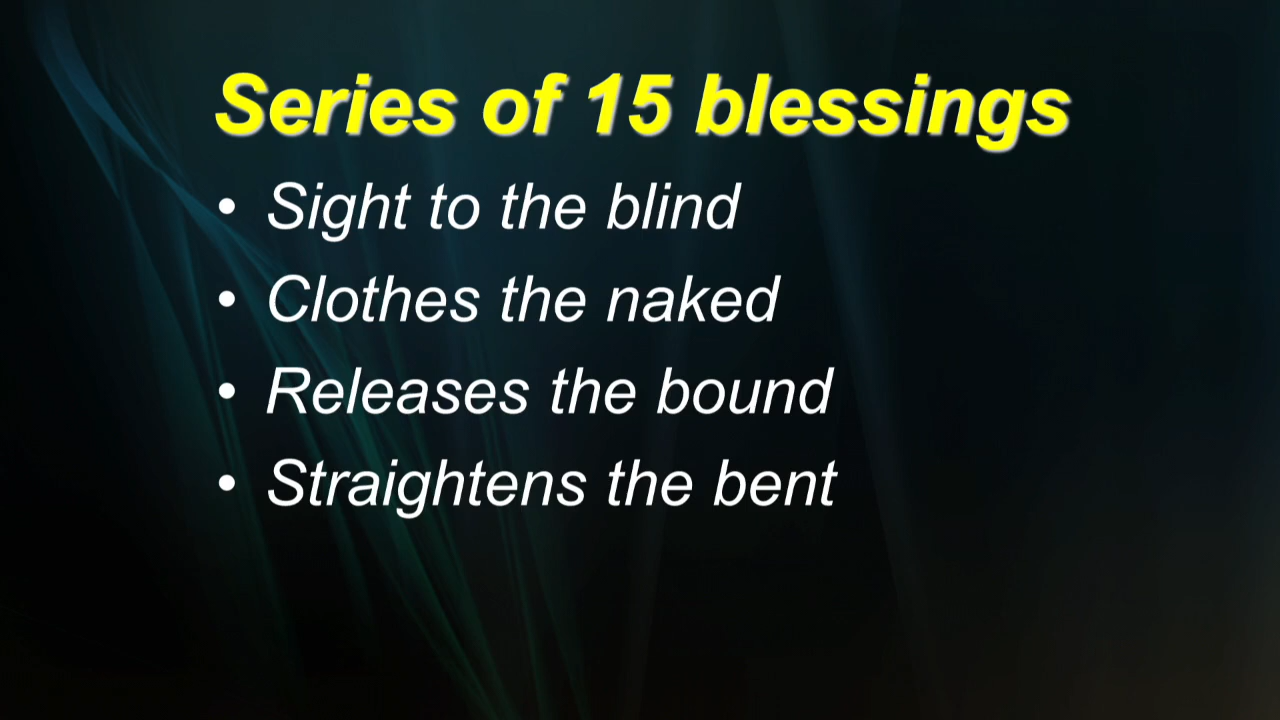 Series of 15 blessings
• Sight to the blind
• Clothes the naked
• Releases the bound
• Straightens the bent